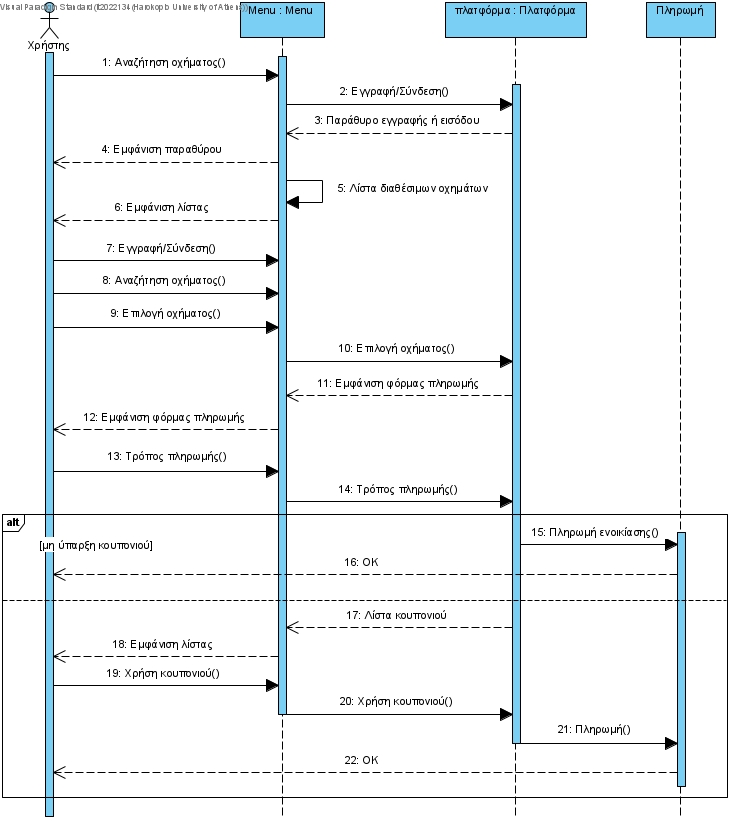 Visual Paradigm Standard(it2022134(Harokopio University of Athens))
Menu : Menu
πλατφόρμα : Πλατφόρμα
Πληρωμή
Χρήστης
1: Αναζήτηση οχήματος()
2: Εγγραφή/Σύνδεση()
3: Παράθυρο εγγραφής ή εισόδου
4: Εμφάνιση παραθύρου
5: Λίστα διαθέσιμων οχημάτων
6: Εμφάνιση λίστας
7: Εγγραφή/Σύνδεση()
8: Αναζήτηση οχήματος()
9: Επιλογή οχήματος()
10: Επιλογή οχήματος()
11: Εμφάνιση φόρμας πληρωμής
12: Εμφάνιση φόρμας πληρωμής
13: Τρόπος πληρωμής()
14: Τρόπος πληρωμής()
alt
15: Πληρωμή ενοικίασης()
[μη ύπαρξη κουπονιού]
16: ΟΚ
17: Λίστα κουπονιού
18: Εμφάνιση λίστας
19: Χρήση κουπονιού()
20: Χρήση κουπονιού()
21: Πληρωμή()
22: ΟΚ